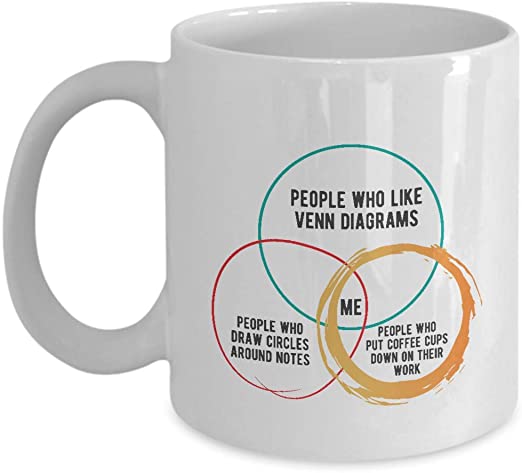 PEOPLE WHO LIKE
VENN DIAGRAMS
ME
PEOPLE WHO
DRAW CIRCLES
AROUND NOTES
PEOPLE WHO
PUT COFFEE CUPS
DOWN ON THEIR
WORK